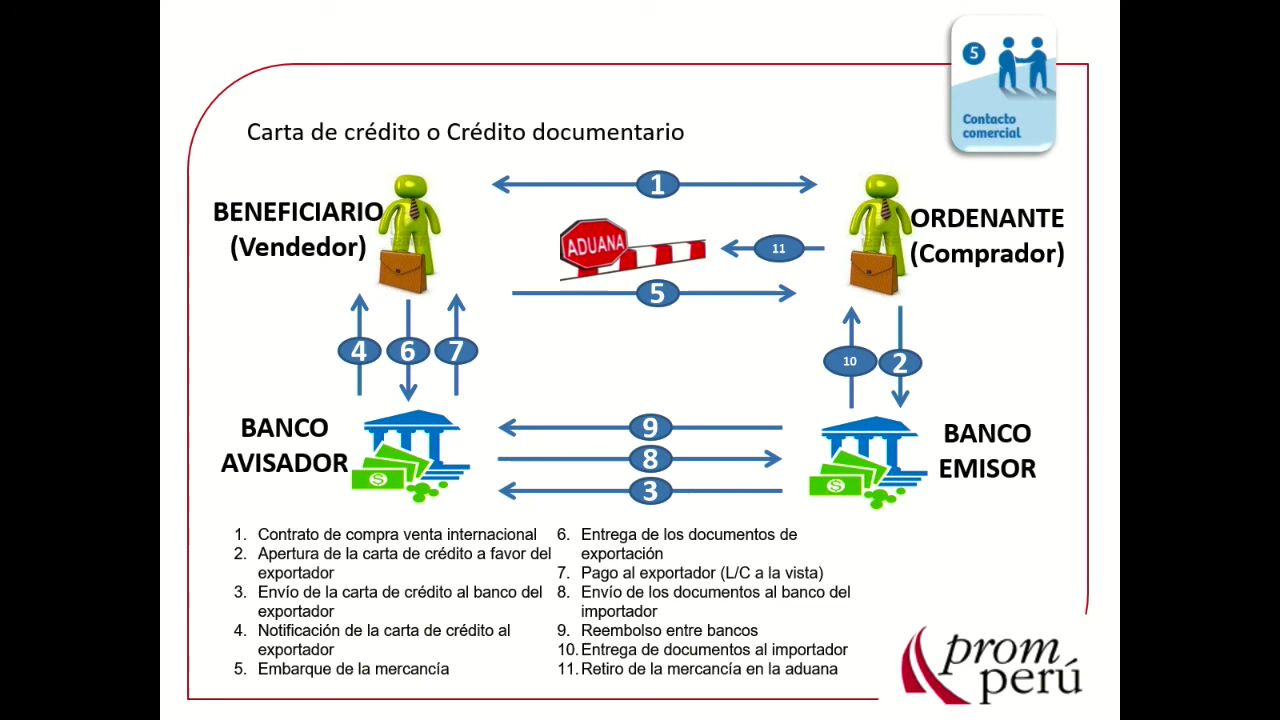 5
Contacto
comercial
Carta de crédito o Crédito documentario
1
BENEFICIARIO
(Vendedor)
ADUANA
11
ORDENANTE
(Comprador)
5
4
6
7
10
2
BANCO
AVISADOR
9
8
3
BANCO
EMISOR
$
$
1. Contrato de compra venta internacional
2. Apertura de la carta de crédito a favor del
exportador
3. Envío de la carta de crédito al banco del
exportador
4. Notificación de la carta de crédito al
exportador
5. Embarque de la mercancía
6. Entrega de los documentos de
exportación
7. Pago al exportador (L/C a la vista)
8. Envío de los documentos al banco del
importador
9. Reembolso entre bancos
10. Entrega de documentos al importador
11. Retiro de la mercancía en la aduana
prom
perú